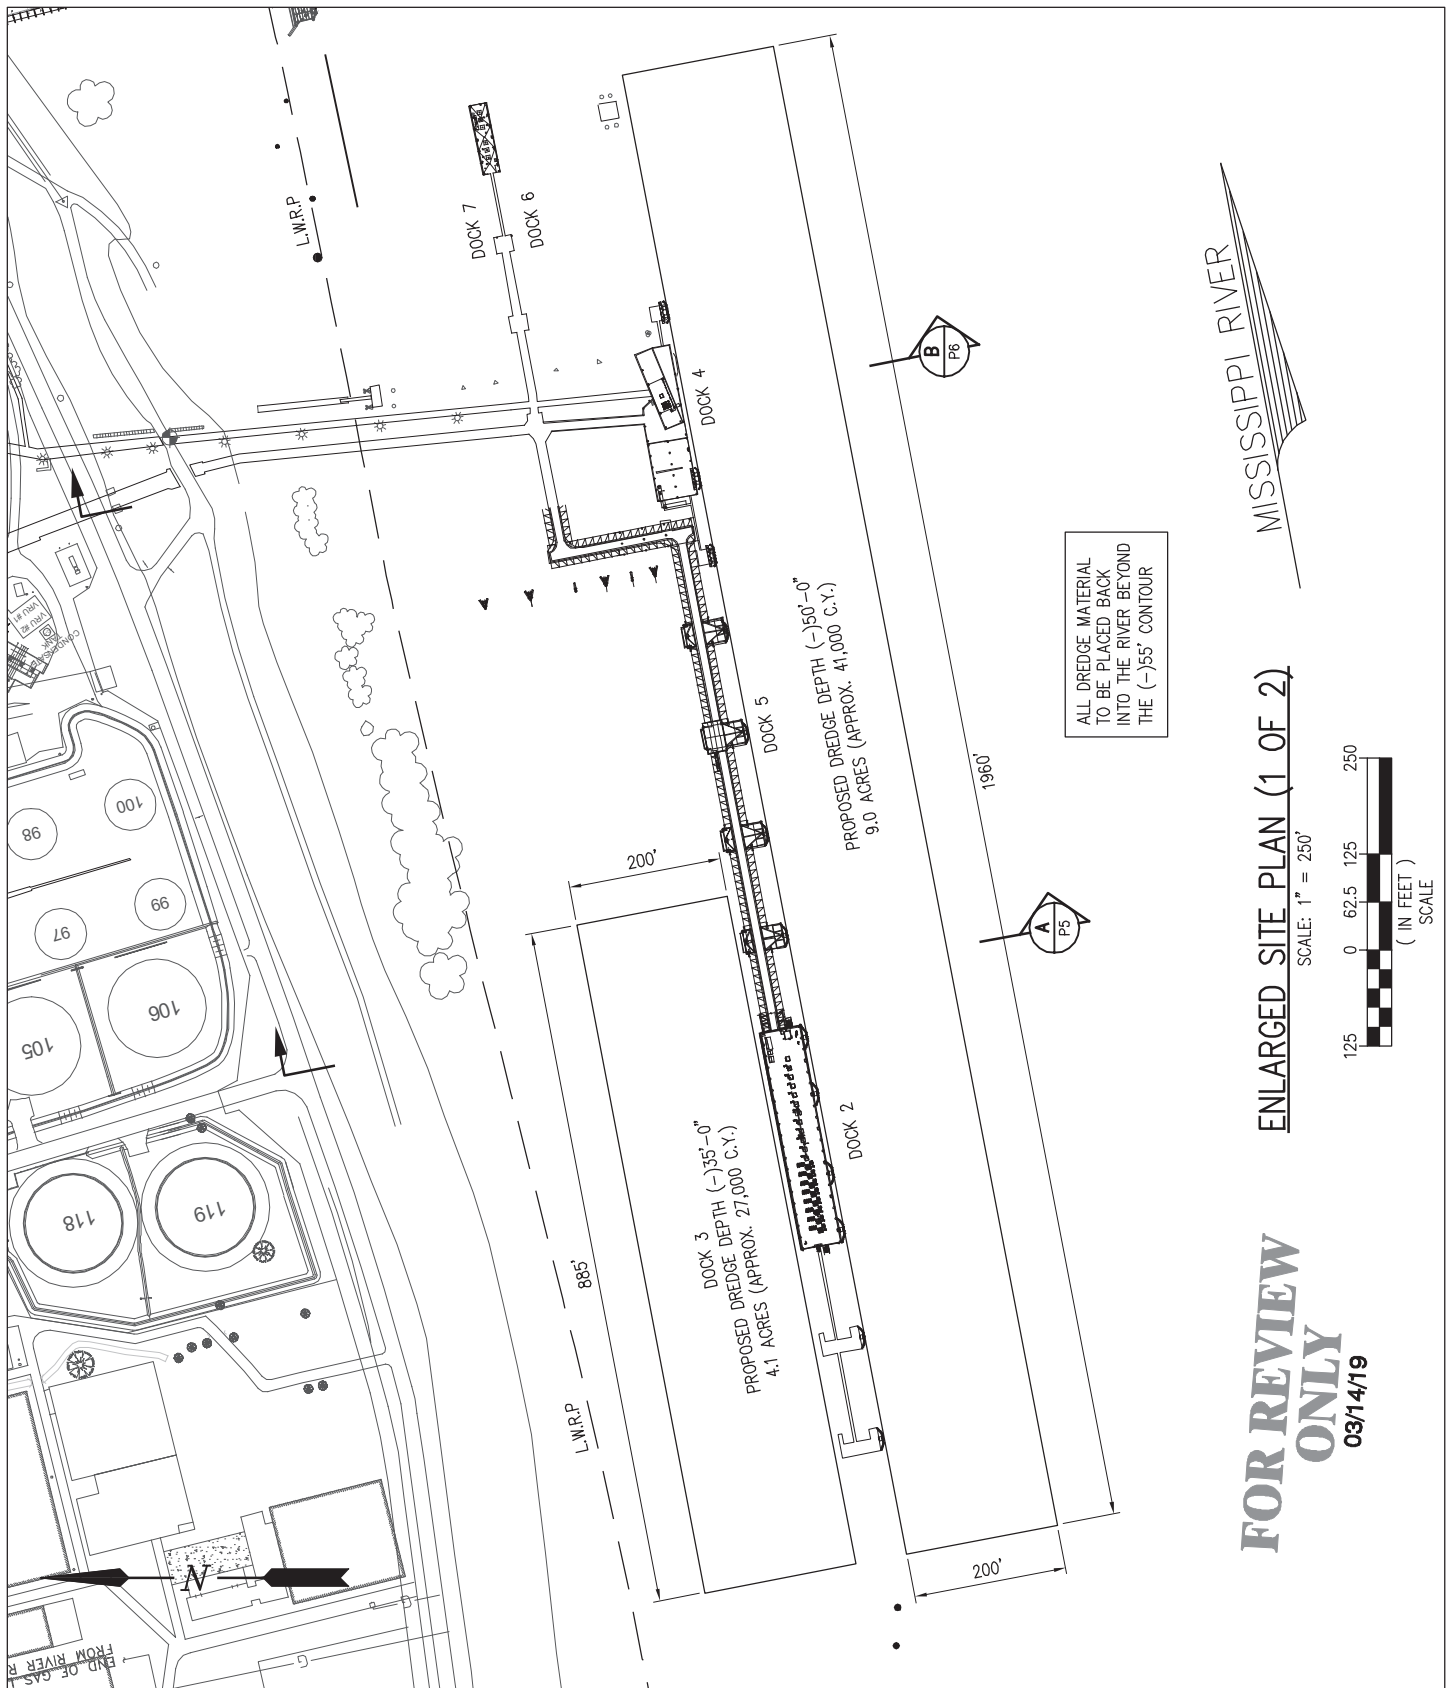 L.W.R.P
DOCK 7
DOCK 6
DOCK 4
B
P6
MISSISSIPPI RIVER
VRU #1
VRU #2
98
100
97
99
105
106
118
119
DOCK 5
PROPOSED DREDGE DEPTH (-)50'-0"
9.0 ACRES (APPROX. 41,000 C.Y.)
1960'
ALL DREDGE MATERIAL
TO BE PLACED BACK
INTO THE RIVER BEYOND
THE (-)55' CONTOUR
200'
A
P5
DOCK 2
DOCK 3
PROPOSED DREDGE DEPTH (-)35'-0"
4.1 ACRES (APPROX. 27,000 C.Y.)
885'
L.W.R.P
200'
N
G
END OF GAS
FROM RIVER R
ENLARGED SITE PLAN (1 OF 2)
SCALE: 1" = 250'
125 0 62.5 125 250
( IN FEET )
SCALE
FOR REVIEW
ONLY
03/14/19